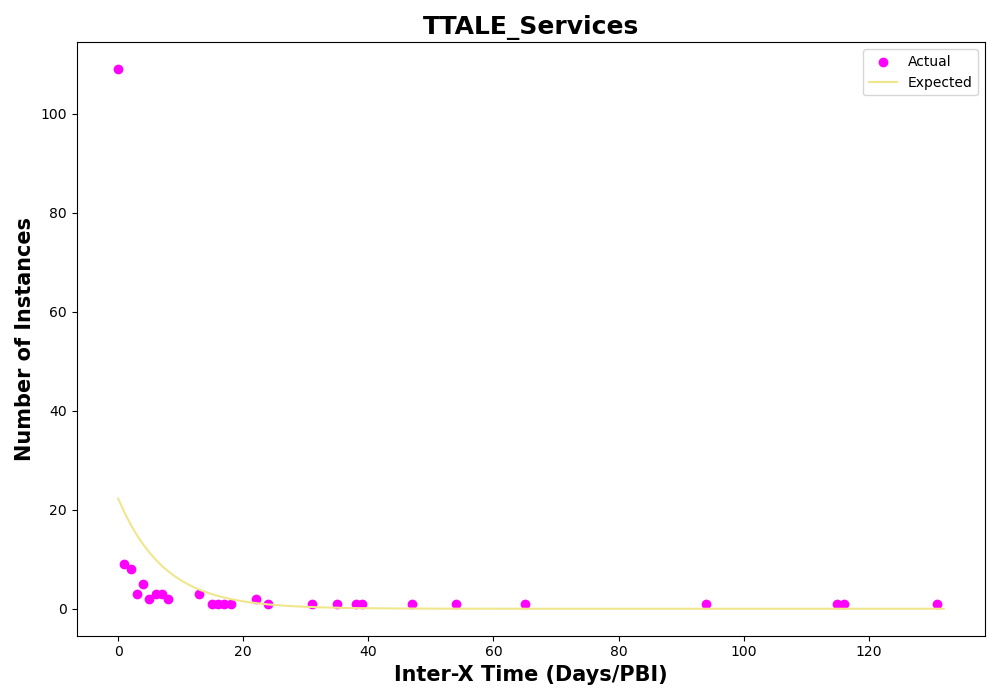 TTALE_Services
Actual
Expected
Number of Instances
100
80
60
40
20
0
0 20 40 60 80 100 120
Inter-X Time (Days/PBI)